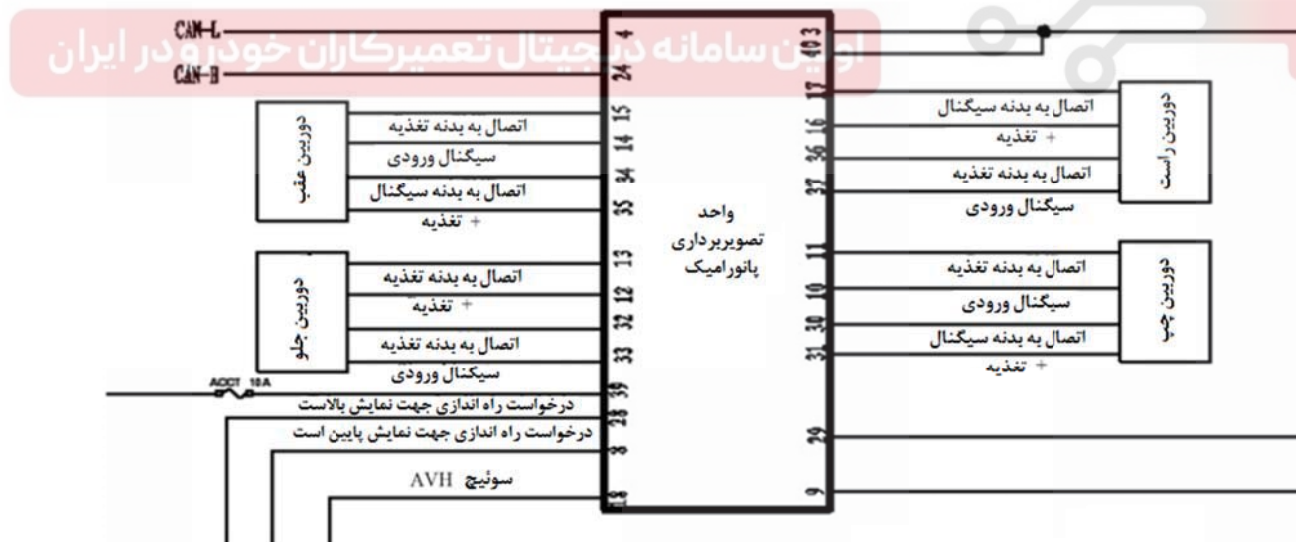 اولین سامانه دیجیتال تعمیرکاران خودرو در ایران
CAM-L
CAN-H
4
24
دوربین عقب
15
اتصال به بدنه تغذیه
14
سیگنال ورودی
34
اتصال به بدنه سیگنال
35
+ تغذیه
دوربین جلو
13
اتصال به بدنه تغذیه
12
+ تغذیه
32
اتصال به بدنه تغذیه
33
سیگنال ورودی
ACCT 10A
39
درخواست راه اندازی جهت نمایش بالاست
28
درخواست راه اندازی جهت نمایش پایین است
8
سوئیچ AVH
18
واحد
تصویربرداری
پانورامیک
3
40
17
اتصال به بدنه سیگنال
16
+ تغذیه
36
اتصال به بدنه تغذیه
37
سیگنال ورودی
دوربین راست
11
اتصال به بدنه تغذیه
10
سیگنال ورودی
30
اتصال به بدنه سیگنال
31
+ تغذیه
دوربین چپ
29
9